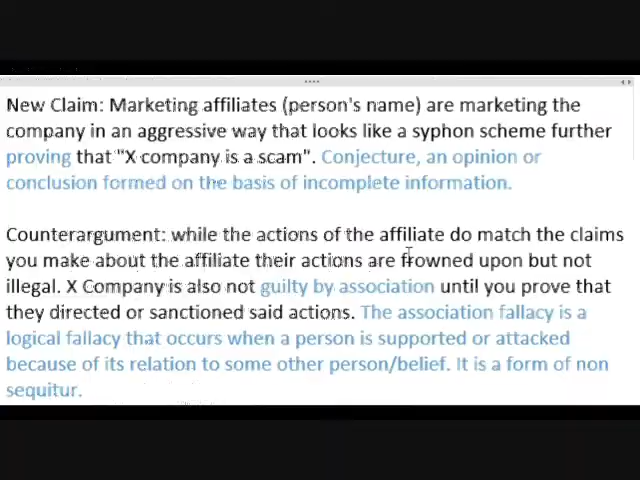 New Claim: Marketing affiliates (person's name) are marketing the
company in an aggressive way that looks like a syphon scheme further
proving that "X company is a scam". Conjecture, an opinion or
conclusion formed on the basis of incomplete information.
Counterargument: while the actions of the affiliate do match the claims
you make about the affiliate their actions are frowned upon but not
illegal. X Company is also not guilty by association until you prove that
they directed or sanctioned said actions. The association fallacy is a
logical fallacy that occurs when a person is supported or attacked
because of its relation to some other person/belief. It is a form of non
sequitur.